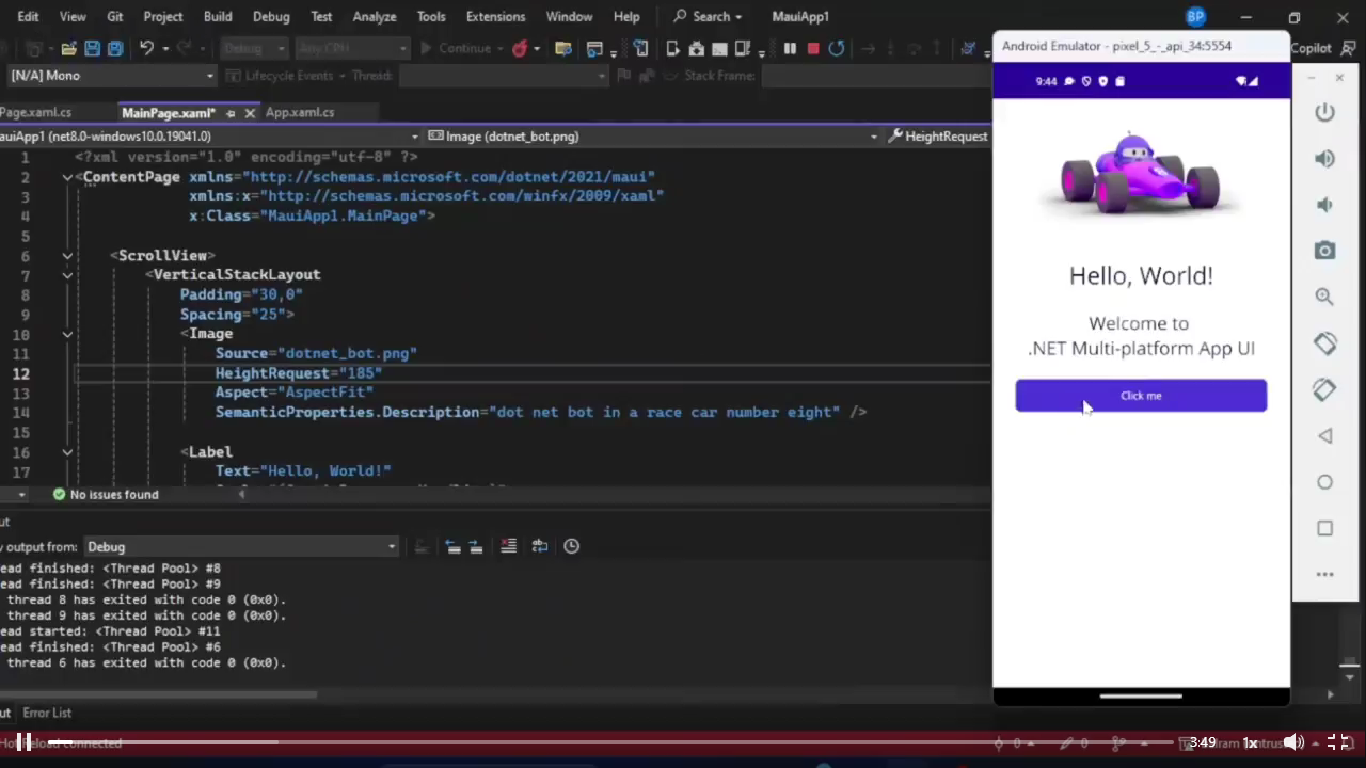 Edit View Git Project Build Debug Test Analyze Tools Extensions Window Help Search MauiApp1 BP
Debug Any CPU Continue Copilot
[N/A] Mono Lifecycle Events Thread: Stack Frame:
Page.xaml.cs MainPage.xaml* App.xaml.cs
auiApp1 (net8.0-windows10.0.19041.0) Image (dotnet_bot.png) HeightRequest
1 <?xml version="1.0" encoding="utf-8" ?>
2 <ContentPage xmlns="http://schemas.microsoft.com/dotnet/2021/maui"
3 xmlns:x="http://schemas.microsoft.com/winfx/2009/xaml"
4 x:Class="MauiApp1.MainPage">
5
6 <ScrollView>
7 <VerticalStackLayout
8 Padding="30,0"
9 Spacing="25">
10 <Image
11 Source="dotnet_bot.png"
12 HeightRequest="185"
13 Aspect="AspectFit"
14 SemanticProperties.Description="dot net bot in a race car number eight" />
15
16 <Label
17 Text="Hello, World!"
No issues found
ut
y output from: Debug
ead finished: <Thread Pool> #8
ead finished: <Thread Pool> #9
thread 8 has exited with code 0 (0x0).
thread 9 has exited with code 0 (0x0).
ead started: <Thread Pool> #11
ead finished: <Thread Pool> #6
thread 6 has exited with code 0 (0x0).
ut Error List
Hot Reload connected 0 0 3:49 1x
Android Emulator - pixel_5_-_api_34:5554
9:44
Hello, World!
Welcome to
.NET Multi-platform App UI
Click me